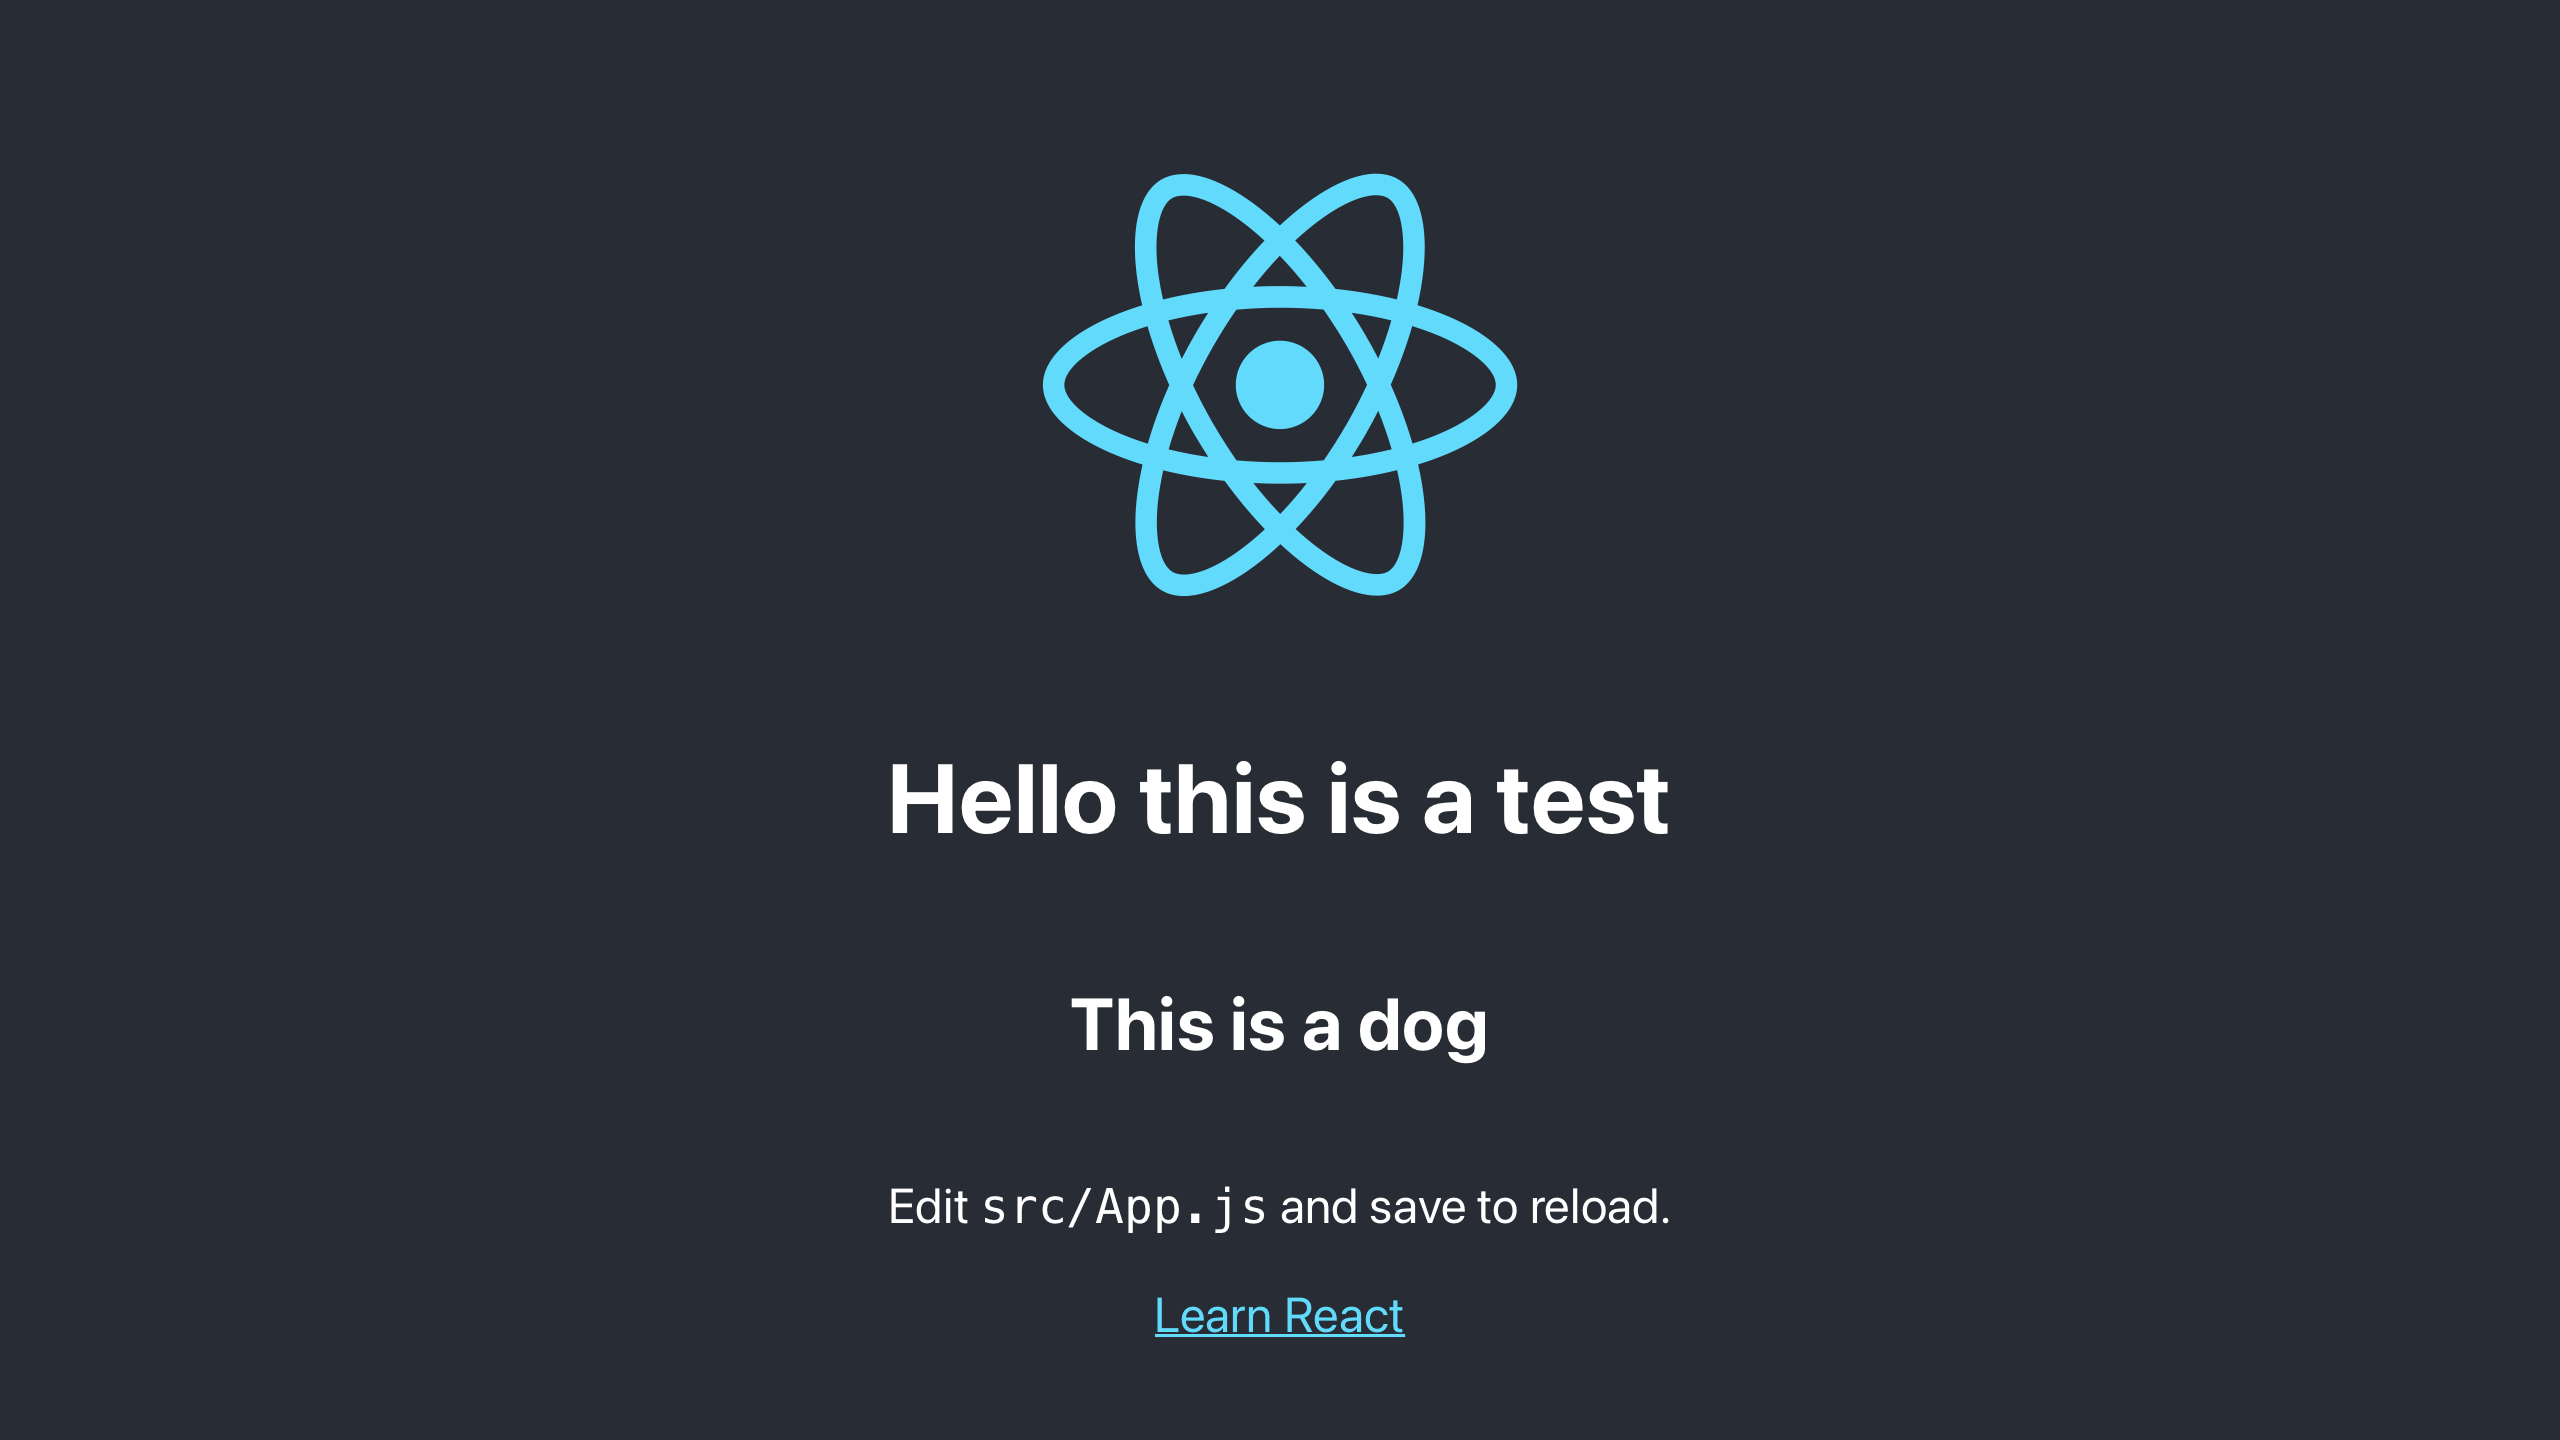 Hello this is a test
This is a dog
Edit src/App.js and save to reload.
Learn React